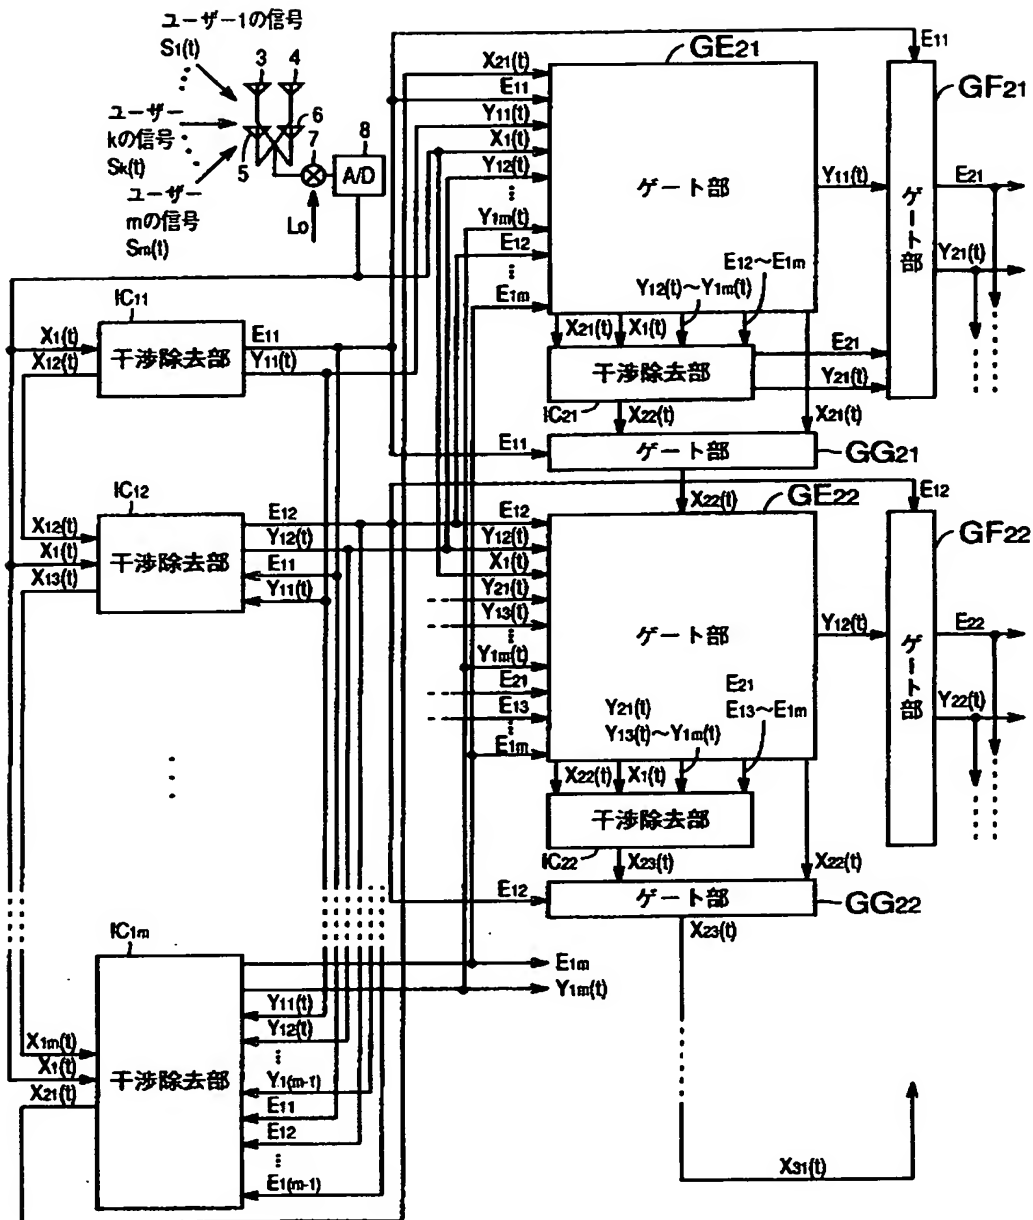 ユーザー1の信号
S1(t)
3 4
ユーザー
kの信号
Sk(t)
5
6
7
8
A/D
ユーザー
mの信号
Sm(t)
Lo
X21(t)
E11
Y11(t)
X1(t)
Y12(t)
Y1m(t)
E12
E1m
GE21
ゲート部
E12~E1m
Y12(t)~Y1m(t)
X21(t) X1(t)
Y11(t)
E11
GF21
ゲート部
E21
Y21(t)
干渉除去部
IC21
E21
Y21(t)
X22(t)
X21(t)
E11
ゲート部
GG21
X22(t)
IC11
X1(t)
X12(t)
干渉除去部
E11
Y11(t)
IC12
X12(t)
X1(t)
X13(t)
干渉除去部
E12
Y12(t)
E11
Y11(t)
GE22
E12
Y12(t)
X1(t)
Y21(t)
Y13(t)
Y1m(t)
E21
E13
E1m
ゲート部
E21
E13~E1m
Y21(t)
Y13(t)~Y1m(t)
X22(t) X1(t)
Y12(t)
E12
GF22
ゲート部
E22
Y22(t)
干渉除去部
IC22
X23(t)
X22(t)
E12
ゲート部
GG22
X23(t)
IC1m
X1m(t)
X1(t)
X21(t)
干渉除去部
E1m
Y1m(t)
Y11(t)
Y12(t)
Y1(m-1)
E11
E12
E1(m-1)
X31(t)